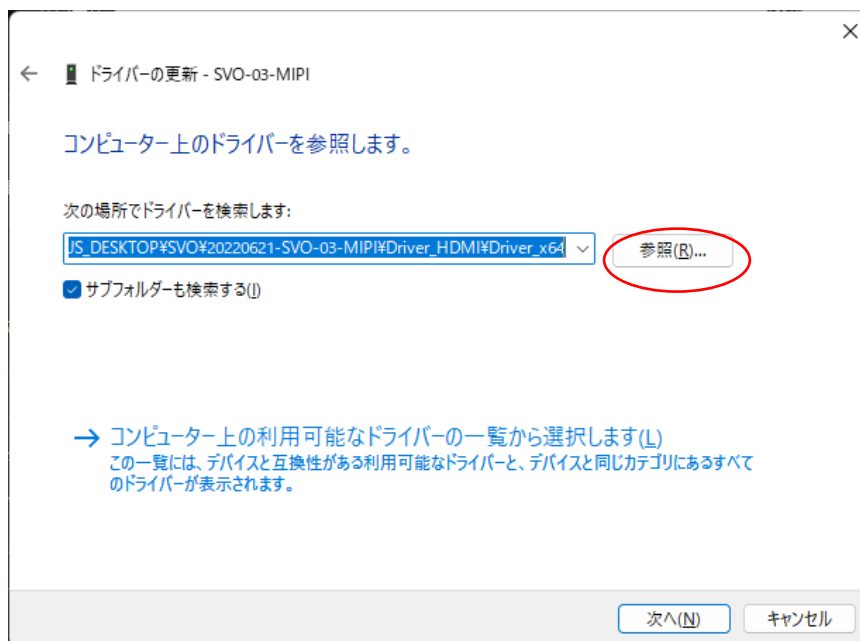 ドライバーの更新 - SVO-03-MIPI
コンピューター上のドライバーを参照します。
次の場所でドライバーを検索します:
JS_DESKTOP¥SVO¥20220621-SVO-03-MIPI¥Driver_HDMI¥Driver_x64
参照(R)...
サブフォルダーも検索する(I)
コンピューター上の利用可能なドライバーの一覧から選択します(L)
この一覧には、デバイスと互換性がある利用可能なドライバーと、デバイスと同じカテゴリにあるすべて
のドライバーが表示されます。
次へ(N)
キャンセル